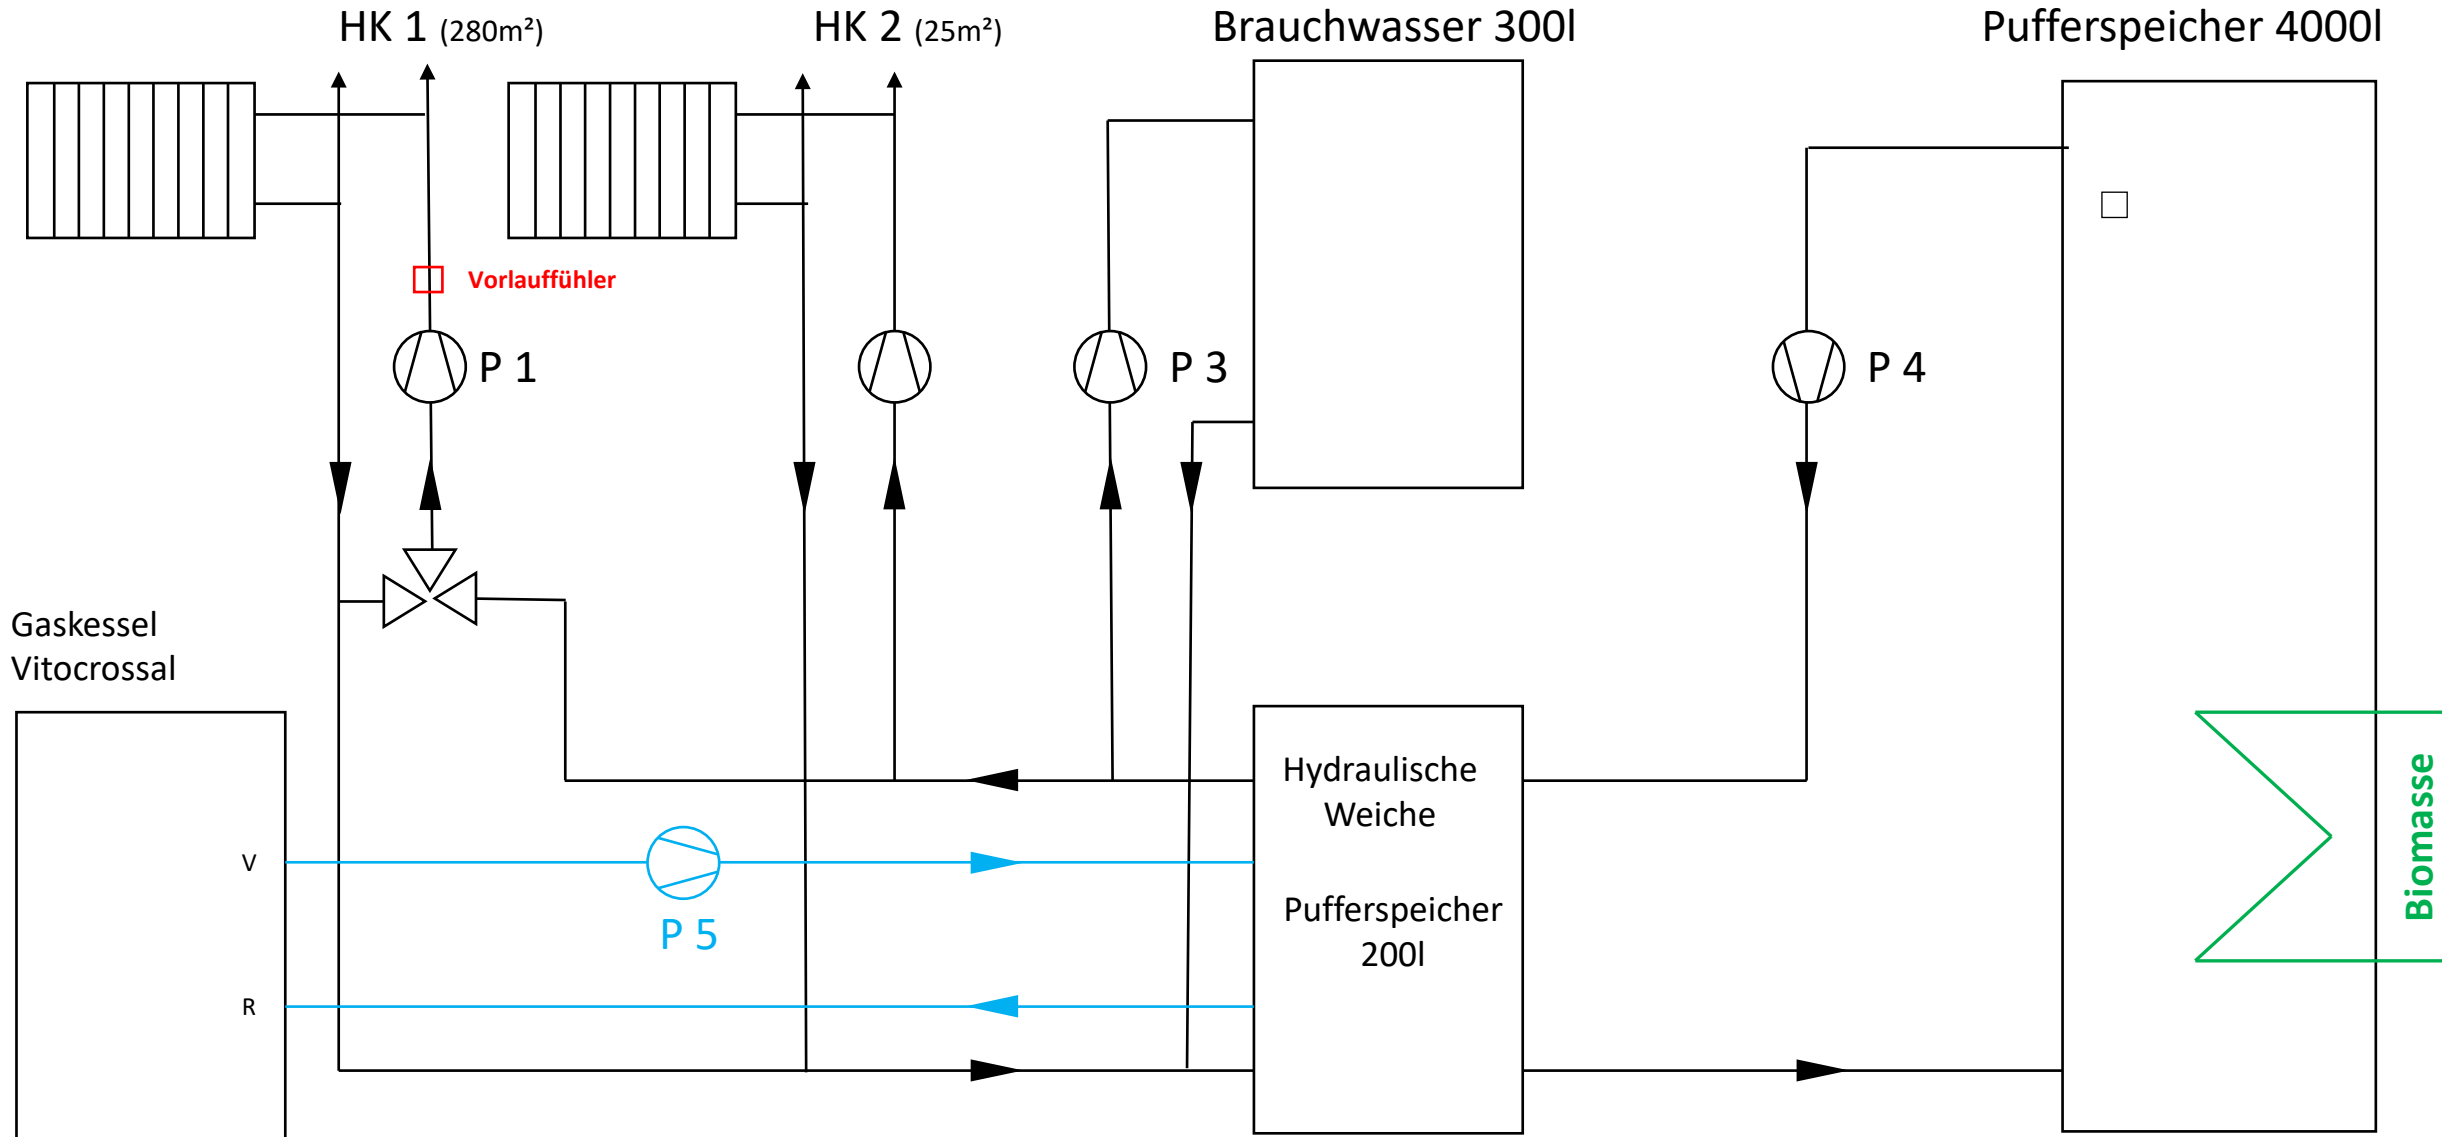 HK 1 (280m²)
HK 2 (25m²)
Brauchwasser 300l
Pufferspeicher 4000l
Vorlauffühler
P 1
P 3
P 4
Gaskessel
Vitocrossal
Hydraulische
Weiche
V
P 5
Pufferspeicher
200l
R
Biomasse